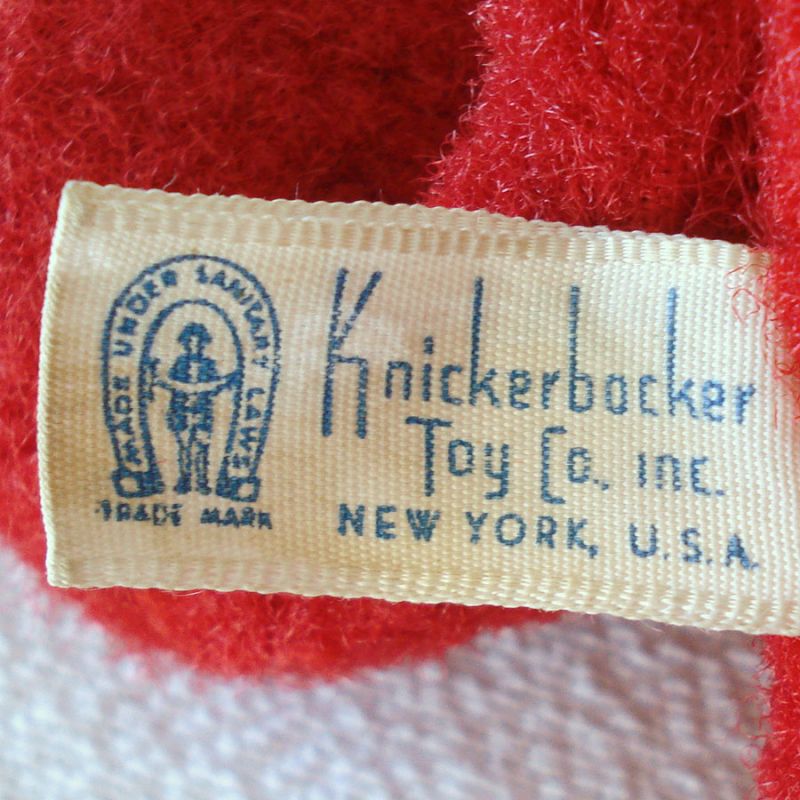 MADE UNDER SANITARY LAWS
TRADE MARK
Knickerbocker
Toy Co., inc.
NEW YORK, U.S.A.